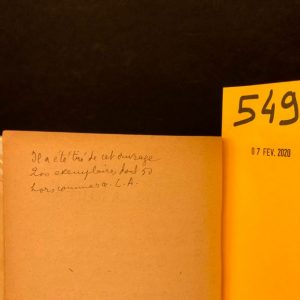 Il a été tiré de cet ouvrage
200 exemplaires dont 50
hors commerce. L.A.
549
07 FEV. 2020